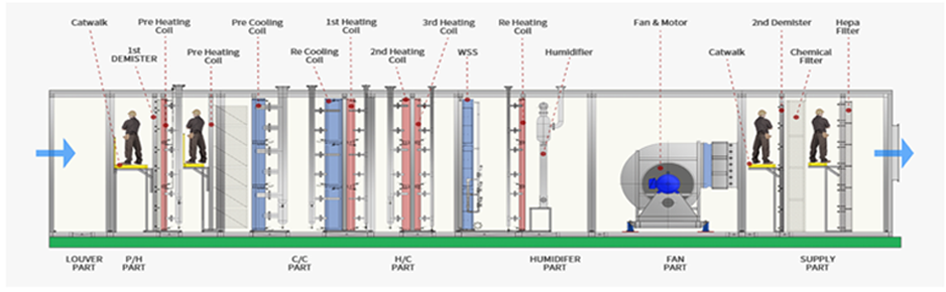 Catwalk
1st
DEMISTER
Pre Heating
Coil
Pre Heating
Coil
Pre Cooling
Coil
Re Cooling
Coil
1st Heating
Coil
2nd Heating
Coil
3rd Heating
Coil
WSS
Re Heating
Coil
Humidifier
Fan & Motor
Catwalk
2nd Demister
Chemical
Filter
Hepa
Filter
LOUVER
PART
P/H
PART
C/C
PART
H/C
PART
HUMIDIFER
PART
FAN
PART
SUPPLY
PART